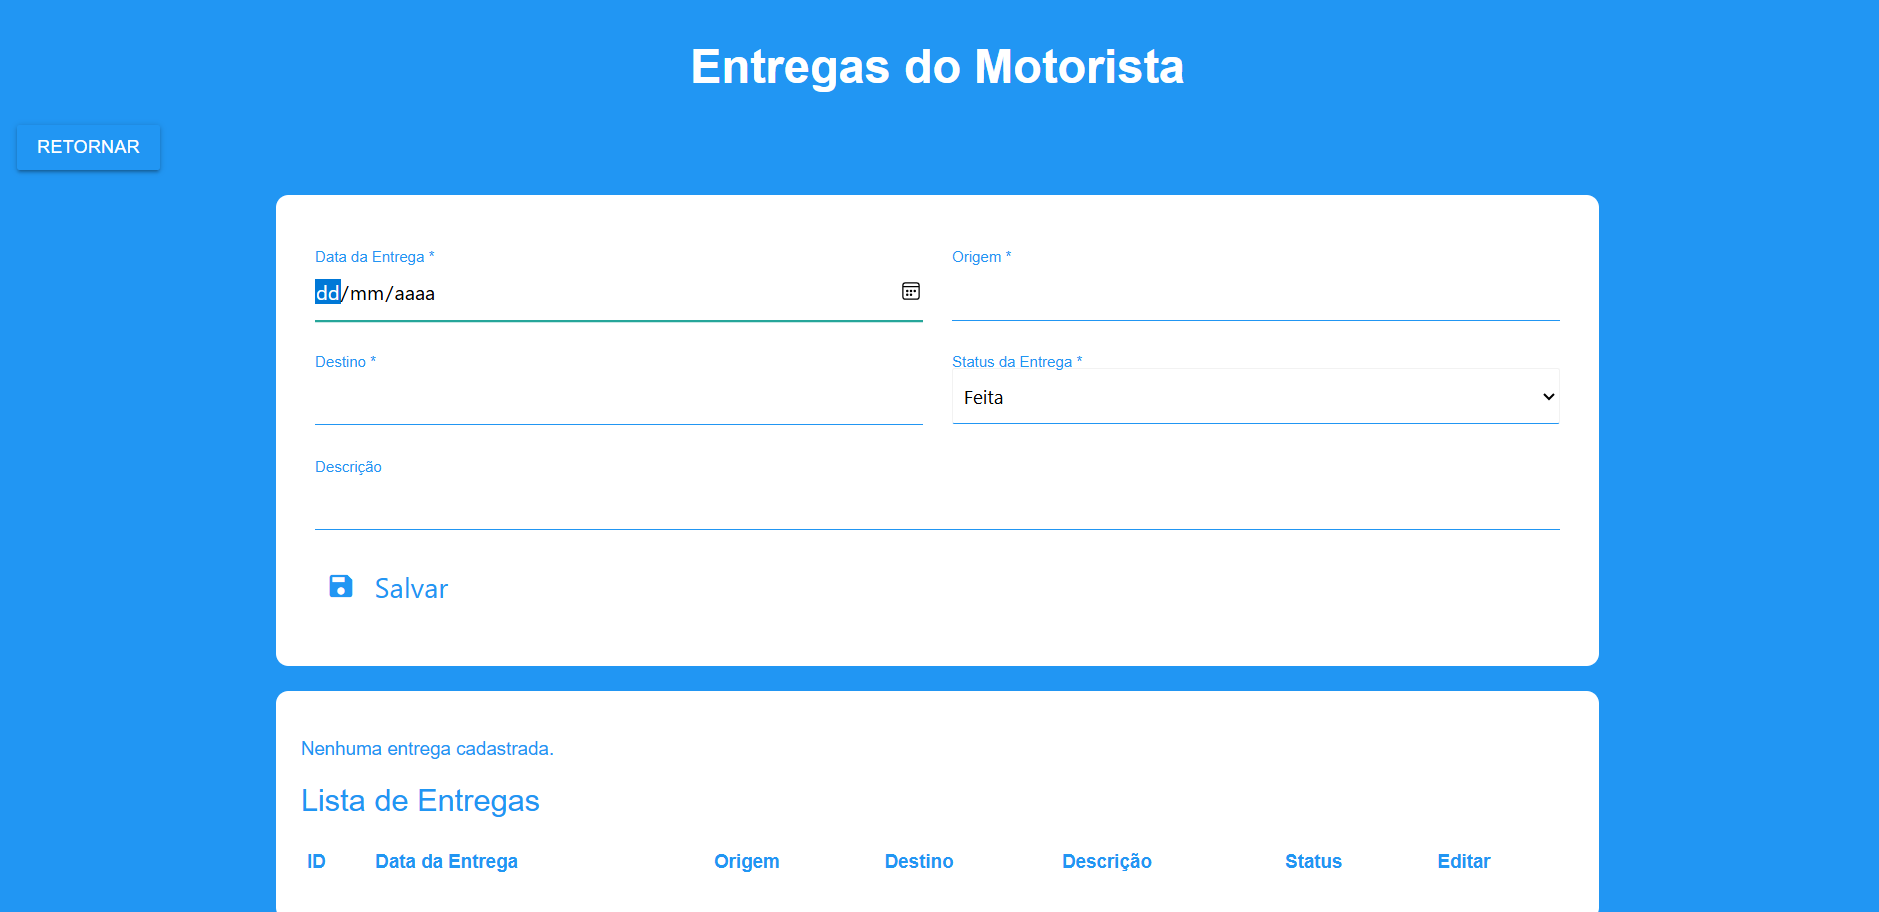 Entregas do Motorista
RETORNAR
Data da Entrega *
Origem *
dd/mm/aaaa
Destino *
Status da Entrega *
Feita
Descrição
Salvar
Nenhuma entrega cadastrada.
Lista de Entregas
ID Data da Entrega Origem Destino Descrição Status Editar